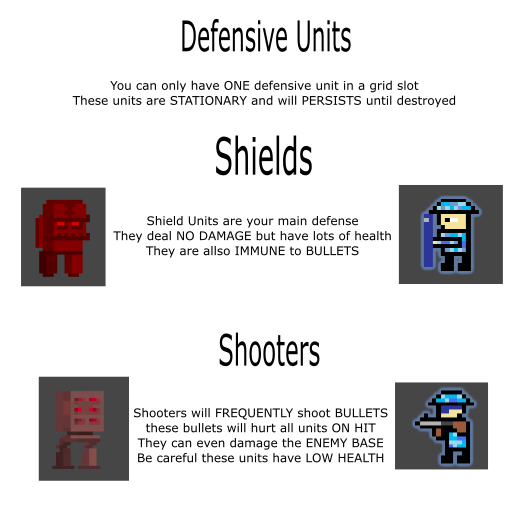 Defensive Units
You can only have ONE defensive unit in a grid slot
These units are STATIONARY and will PERSISTS until destroyed
Shields
Shield Units are your main defense
They deal NO DAMAGE but have lots of health
They are allso IMMUNE to BULLETS
Shooters
Shooters will FREQUENTLY shoot BULLETS
these bullets will hurt all units ON HIT
They can even damage the ENEMY BASE
Be careful these units have LOW HEALTH